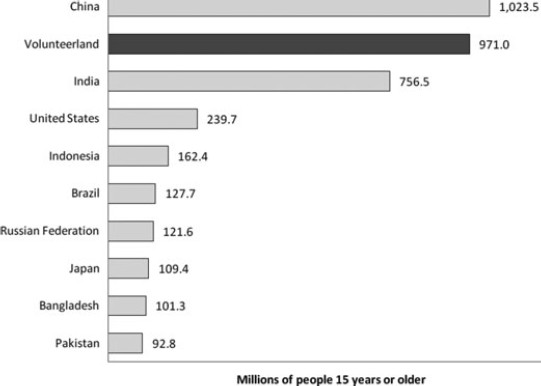 China 1,023.5
Volunteerland 971.0
India 756.5
United States 239.7
Indonesia 162.4
Brazil 127.7
Russian Federation 121.6
Japan 109.4
Bangladesh 101.3
Pakistan 92.8
Millions of people 15 years or older